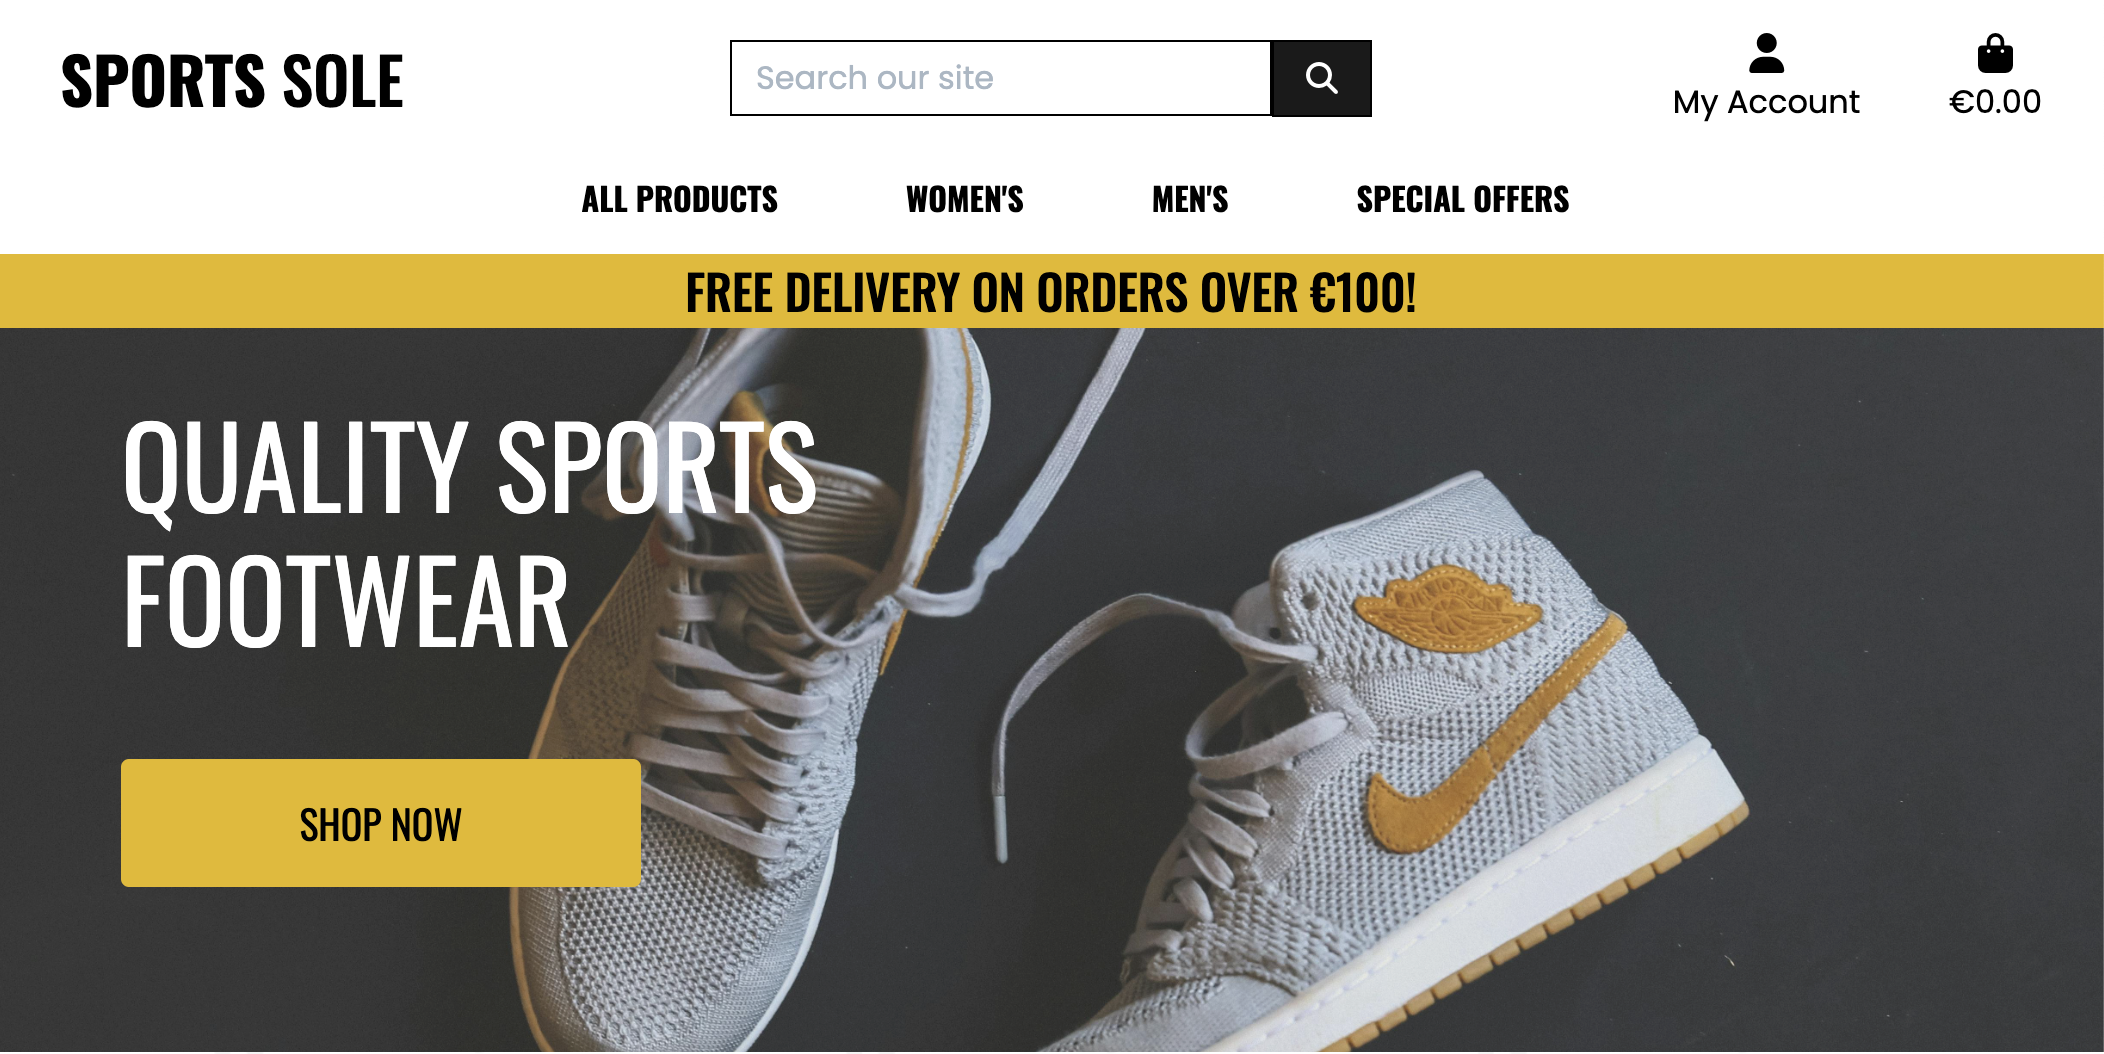 SPORTS SOLE
Search our site
My Account
€0.00
ALL PRODUCTS
WOMEN'S
MEN'S
SPECIAL OFFERS
FREE DELIVERY ON ORDERS OVER €100!
QUALITY SPORTS
FOOTWEAR
SHOP NOW